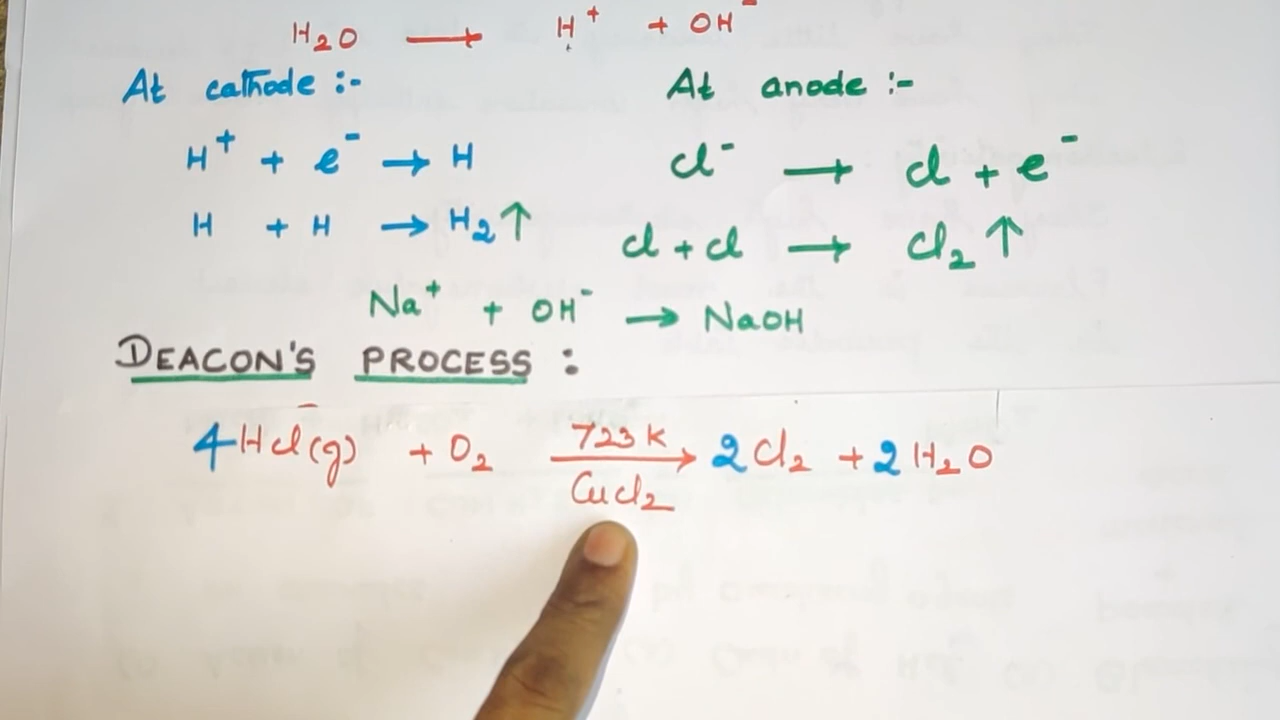 H₂O ⟶ H⁺ + OH⁻
At cathode :-
At anode :-
H⁺ + e⁻ → H
Cl⁻ → Cl + e⁻
H + H → H₂↑
Cl + Cl → Cl₂↑
Na⁺ + OH⁻ → NaOH
DEACON'S PROCESS :
4HCl(g) + O₂ 723K → CuCl₂ 2Cl₂ + 2H₂O